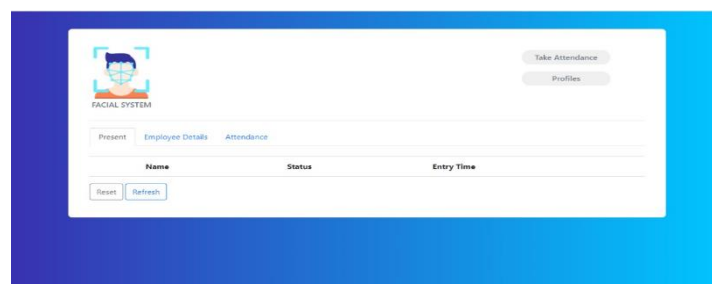 Take Attendance
Profiles
FACIAL SYSTEM
Present Employee Details Attendance
Name Status Entry Time
Reset Refresh